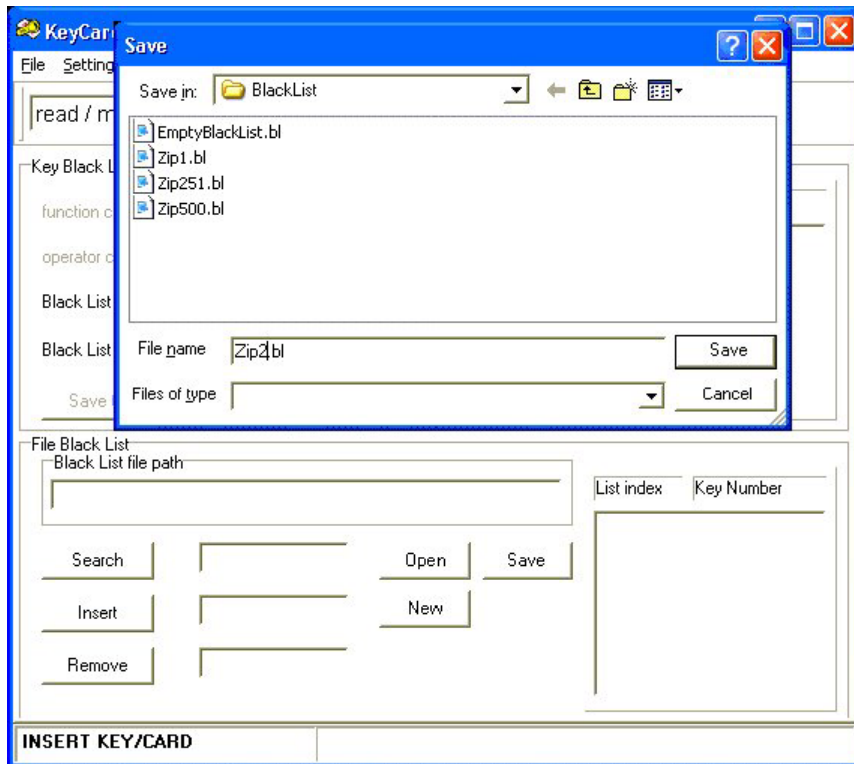 KeyCar
Save
File Setting
Save in: BlackList
read / m
EmptyBlackList.bl
Zip1.bl
Zip251.bl
Zip500.bl
Key Black L
function c
operator c
Black List
Black List
File name Zip2.bl Save
Save
Files of type Cancel
File Black List
Black List file path
List index Key Number
Search Open Save
Insert New
Remove
INSERT KEY/CARD